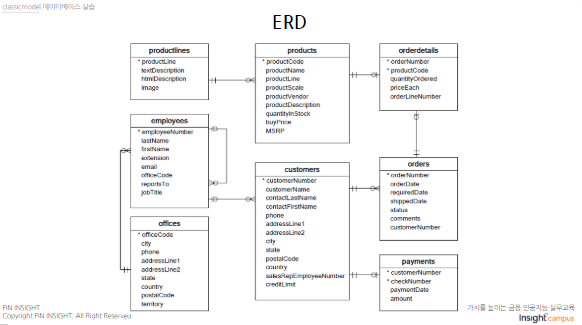 classicmodel 데이터베이스 실습
ERD
productlines
* productLine
textDescription
htmlDescription
image
products
* productCode
productName
productLine
productScale
productVendor
productDescription
quantityInStock
buyPrice
MSRP
orderdetails
* orderNumber
* productCode
quantityOrdered
priceEach
orderLineNumber
employees
* employeeNumber
lastName
firstName
extension
email
officeCode
reportsTo
jobTitle
customers
* customerNumber
customerName
contactLastName
contactFirstName
phone
addressLine1
addressLine2
city
state
postalCode
country
salesRepEmployeeNumber
creditLimit
orders
* orderNumber
orderDate
requiredDate
shippedDate
status
comments
customerNumber
offices
* officeCode
city
phone
addressLine1
addressLine2
state
country
postalCode
territory
payments
* customerNumber
* checkNumber
paymentDate
amount
FIN INSIGHT
Copyright FIN INSIGHT, All Right Reserved
가치를 높이는 금융 인공지능 실무교육
Insight campus